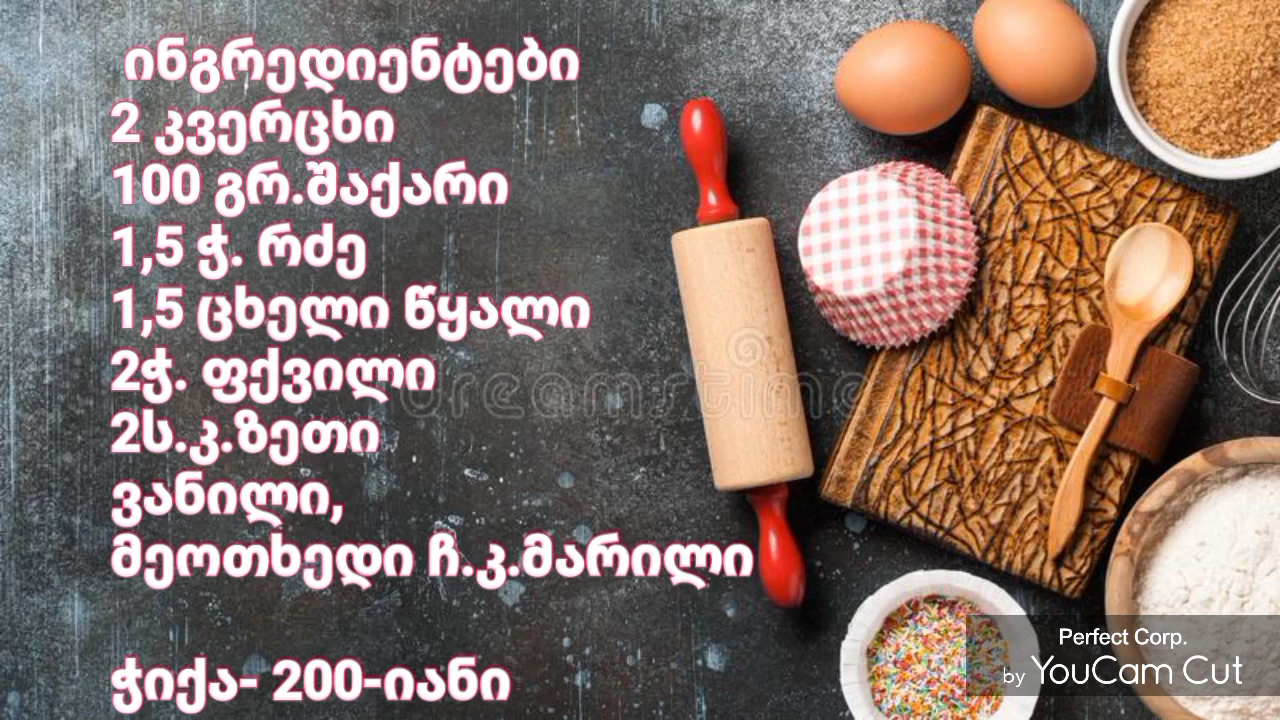 ინგრედიენტები
2 კვერცხი
100 გრ.შაქარი
1,5 ჭ. რძე
1,5 ცხელი წყალი
2ჭ. ფქვილი
2ს.კ.ზეთი
ვანილი,
მეოთხედი ჩ.კ.მარილი
ჭიქა- 200-იანი
dreamstime
Perfect Corp.
by YouCam Cut